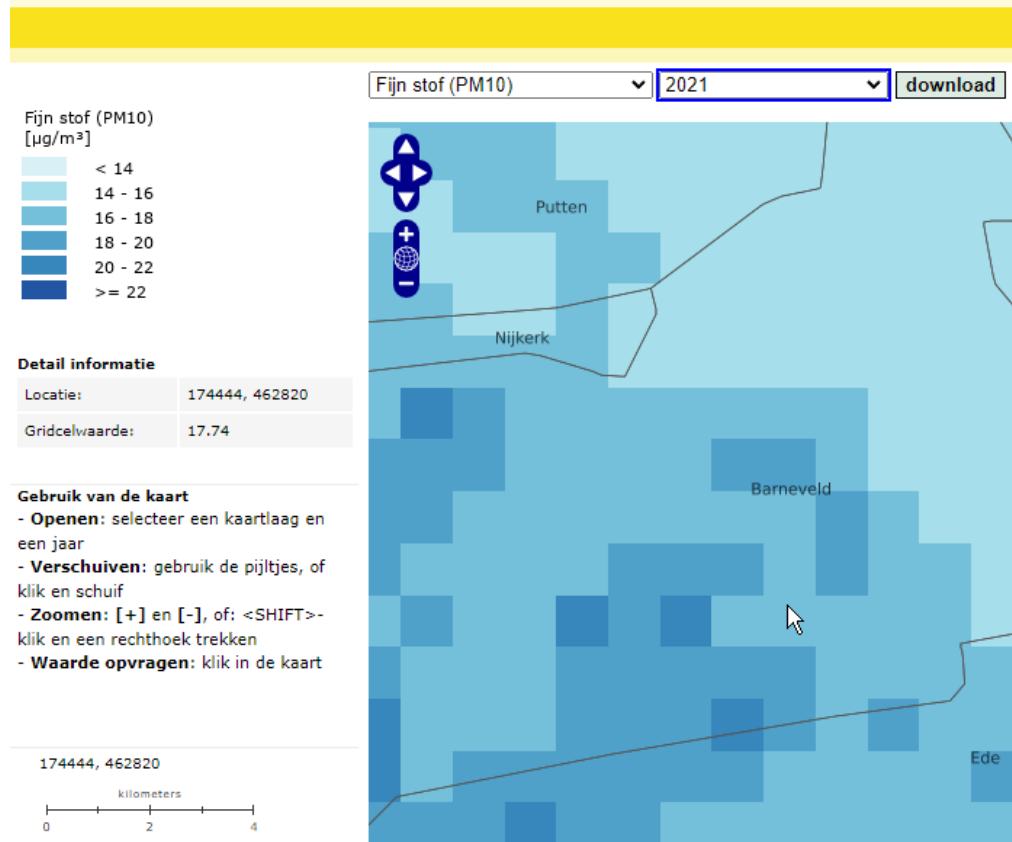 Fijn stof (PM10)
2021
download
Fijn stof (PM10)
[µg/m³]
< 14
14 - 16
16 - 18
18 - 20
20 - 22
>= 22
Detail informatie
Locatie: 174444, 462820
Gridcelwaarde: 17.74
Gebruik van de kaart
- Openen: selecteer een kaartlaag en
een jaar
- Verschuiven: gebruik de pijltjes, of
klik en schuif
- Zoomen: [+] en [-], of: <SHIFT>-
klik en een rechthoek trekken
- Waarde opvragen: klik in de kaart
174444, 462820
kilometers
0 2 4
Putten
Nijkerk
Barneveld
Ede